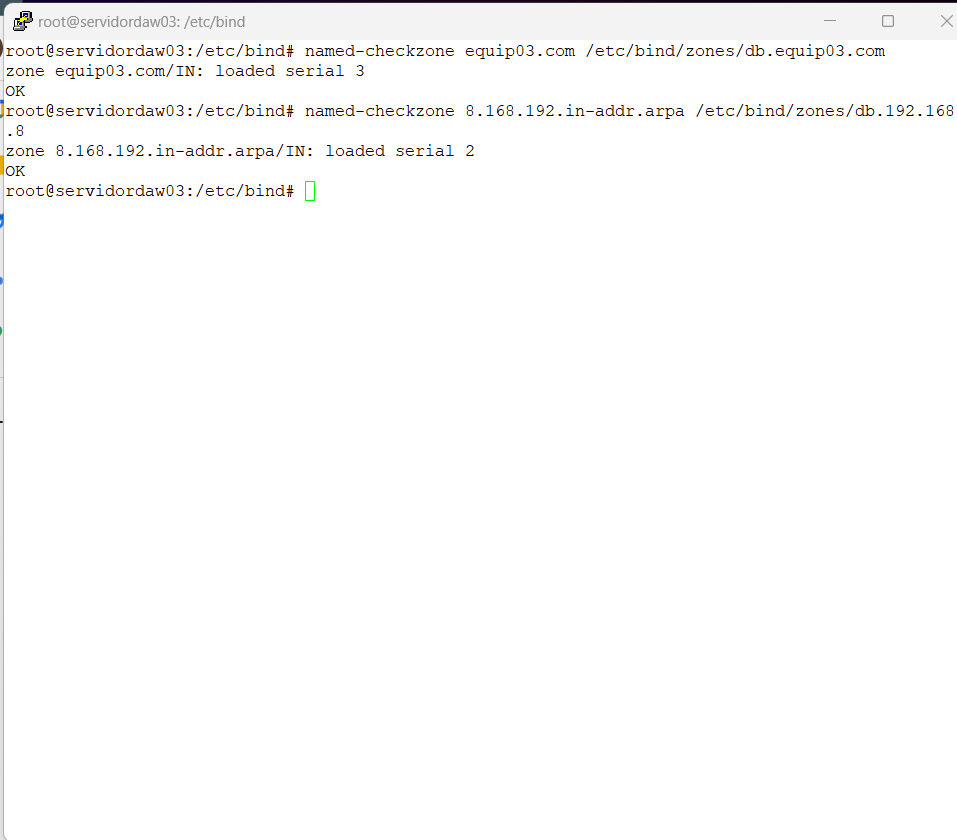 root@servidordaw03: /etc/bind
root@servidordaw03:/etc/bind# named-checkzone equip03.com /etc/bind/zones/db.equip03.com
zone equip03.com/IN: loaded serial 3
OK
root@servidordaw03:/etc/bind# named-checkzone 8.168.192.in-addr.arpa /etc/bind/zones/db.192.168
.8
zone 8.168.192.in-addr.arpa/IN: loaded serial 2
OK
root@servidordaw03:/etc/bind#